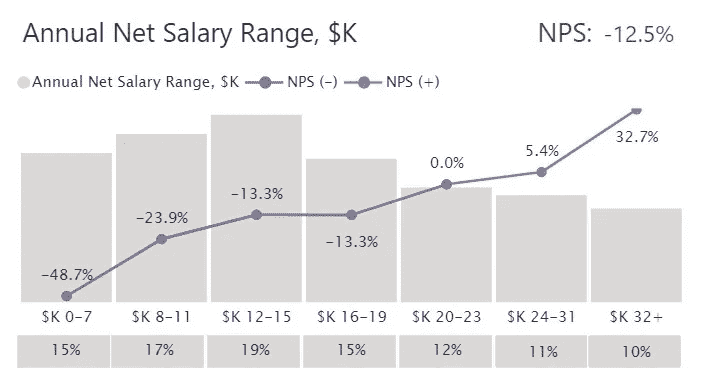 Annual Net Salary Range, $K NPS: -12.5%
Annual Net Salary Range, $K NPS (-) NPS (+)
32.7%
5.4%
0.0%
-13.3%
-23.9%
-13.3%
-48.7%
$K 0-7 $K 8-11 $K 12-15 $K 16-19 $K 20-23 $K 24-31 $K 32+
15% 17% 19% 15% 12% 11% 10%